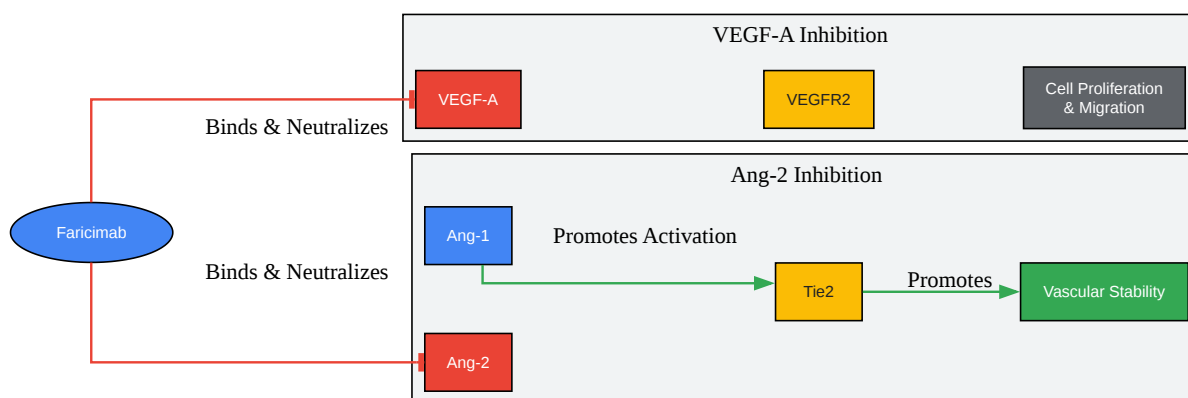 VEGF-A Inhibition
VEGF-A
VEGFR2
Cell Proliferation
& Migration
Binds & Neutralizes
Ang-2 Inhibition
Faricimab
Ang-1
Promotes Activation
Binds & Neutralizes
Tie2
Promotes
Vascular Stability
Ang-2